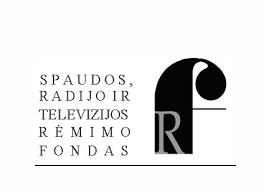 SPAUDOS,
RADIJO IR
TELEVIZIJOS
RĖMIMO
FONDAS
R